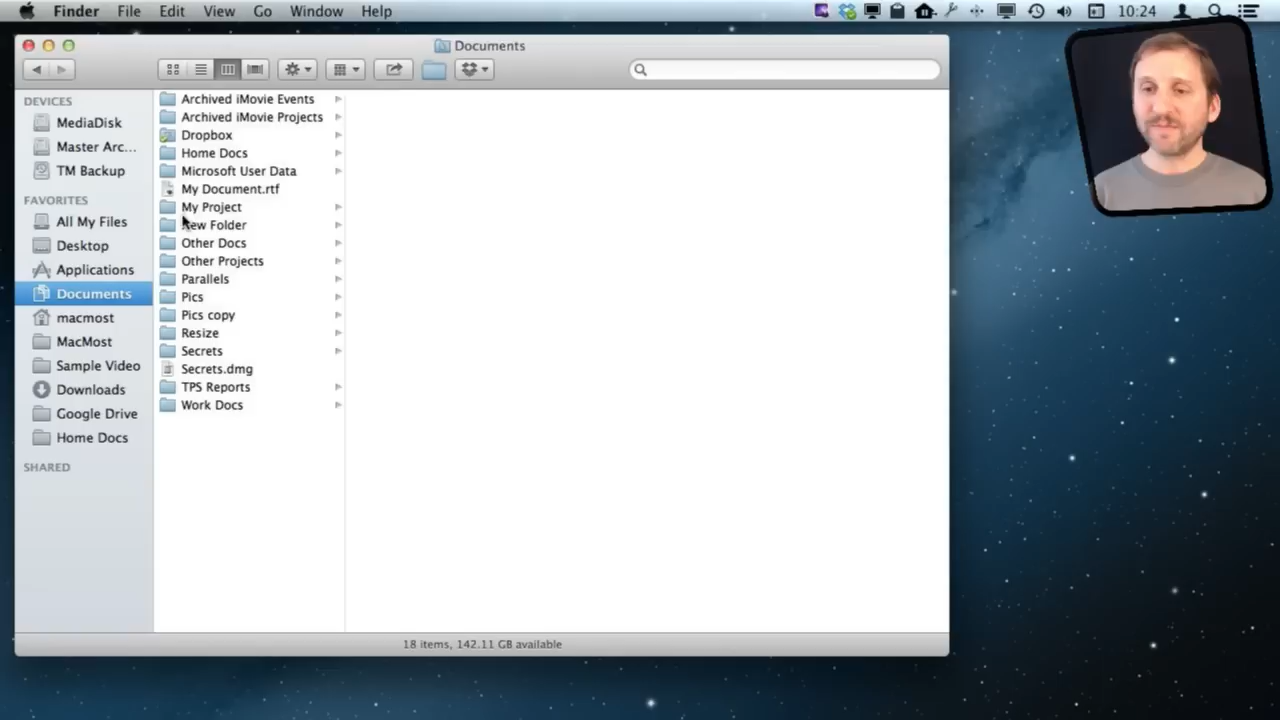 Finder File Edit View Go Window Help 10:24
Documents
DEVICES
MediaDisk
Master Arc...
TM Backup
FAVORITES
All My Files
Desktop
Applications
Documents
macmost
MacMost
Sample Video
Downloads
Google Drive
Home Docs
SHARED
Archived iMovie Events
Archived iMovie Projects
Dropbox
Home Docs
Microsoft User Data
My Document.rtf
My Project
New Folder
Other Docs
Other Projects
Parallels
Pics
Pics copy
Resize
Secrets
Secrets.dmg
TPS Reports
Work Docs
18 items, 142.11 GB available